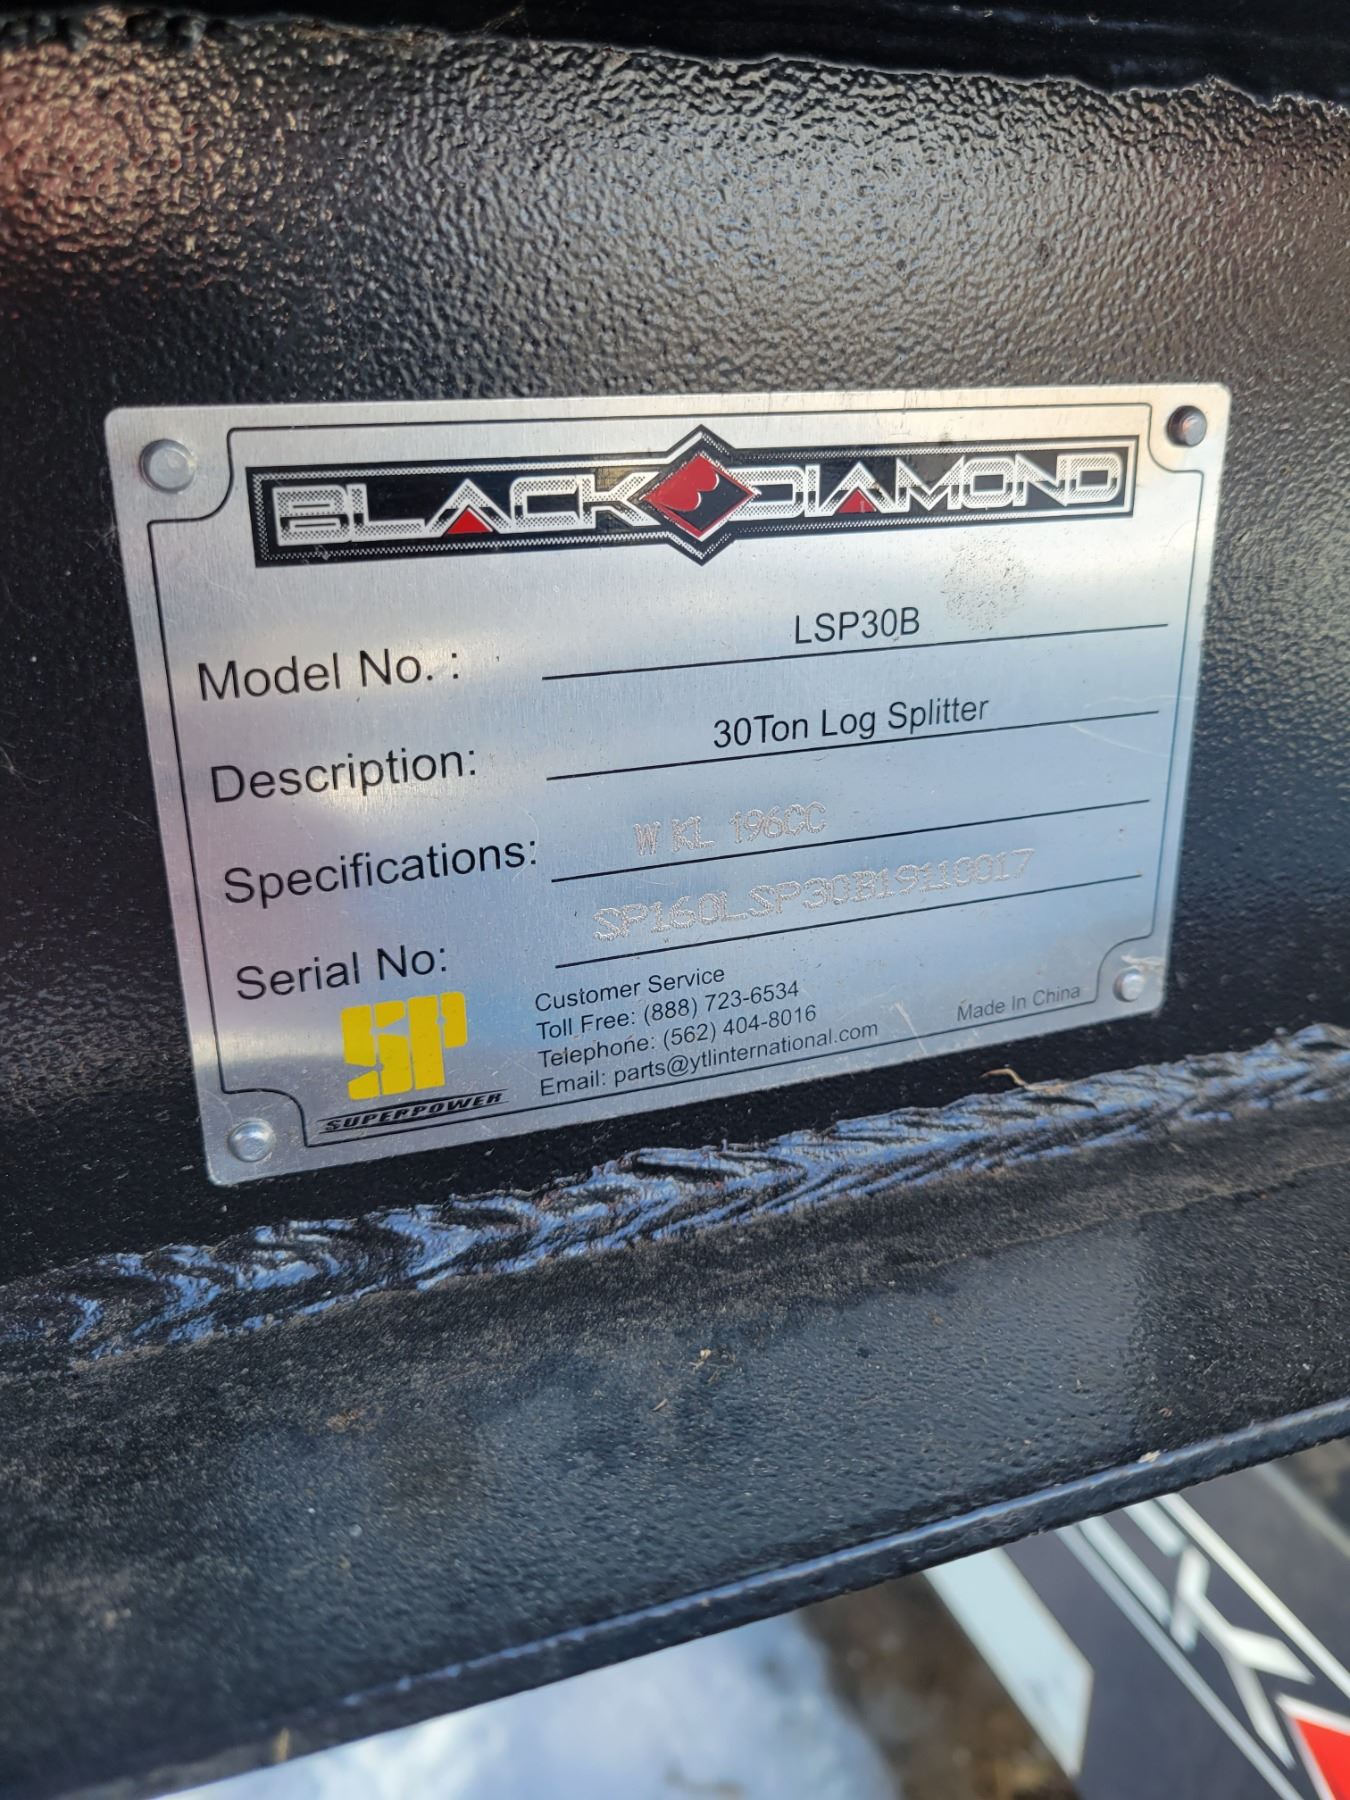 BLACK DIAMOND
Model No. : LSP30B
Description: 30Ton Log Splitter
Specifications: W KL 196CC
Serial No: SP160LSP30B19110017
SP
SUPERPOWER
Customer Service
Toll Free: (888) 723-6534
Telephone: (562) 404-8016
Email: parts@ytlinternational.com
Made In China